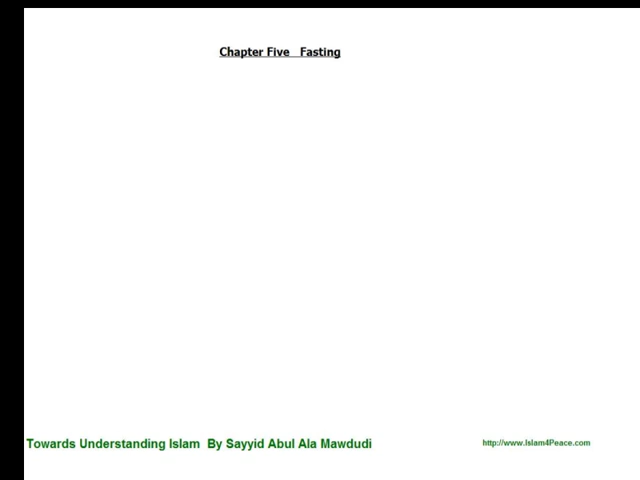 Chapter Five   Fasting
Towards Understanding Islam  By Sayyid Abul Ala Mawdudi
http://www.Islam4Peace.com